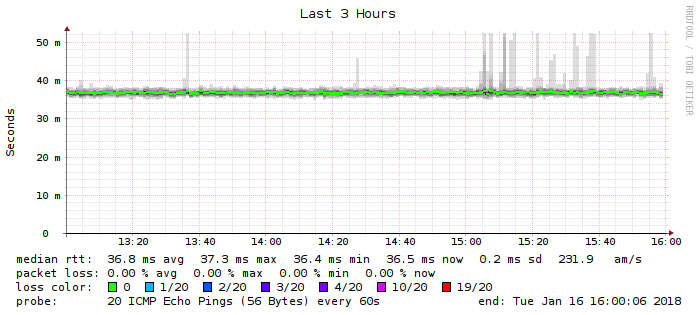 Last 3 Hours
RRDTOOL / TOBI OETIKER
Seconds
50 m
40 m
30 m
20 m
10 m
0
13:20 13:40 14:00 14:20 14:40 15:00 15:20 15:40 16:00
median rtt: 36.8 ms avg 37.3 ms max 36.4 ms min 36.5 ms now 0.2 ms sd 231.9 am/s
packet loss: 0.00 % avg 0.00 % max 0.00 % min 0.00 % now
loss color: 0 1/20 2/20 3/20 4/20 10/20 19/20
probe: 20 ICMP Echo Pings (56 Bytes) every 60s end: Tue Jan 16 16:00:06 2018